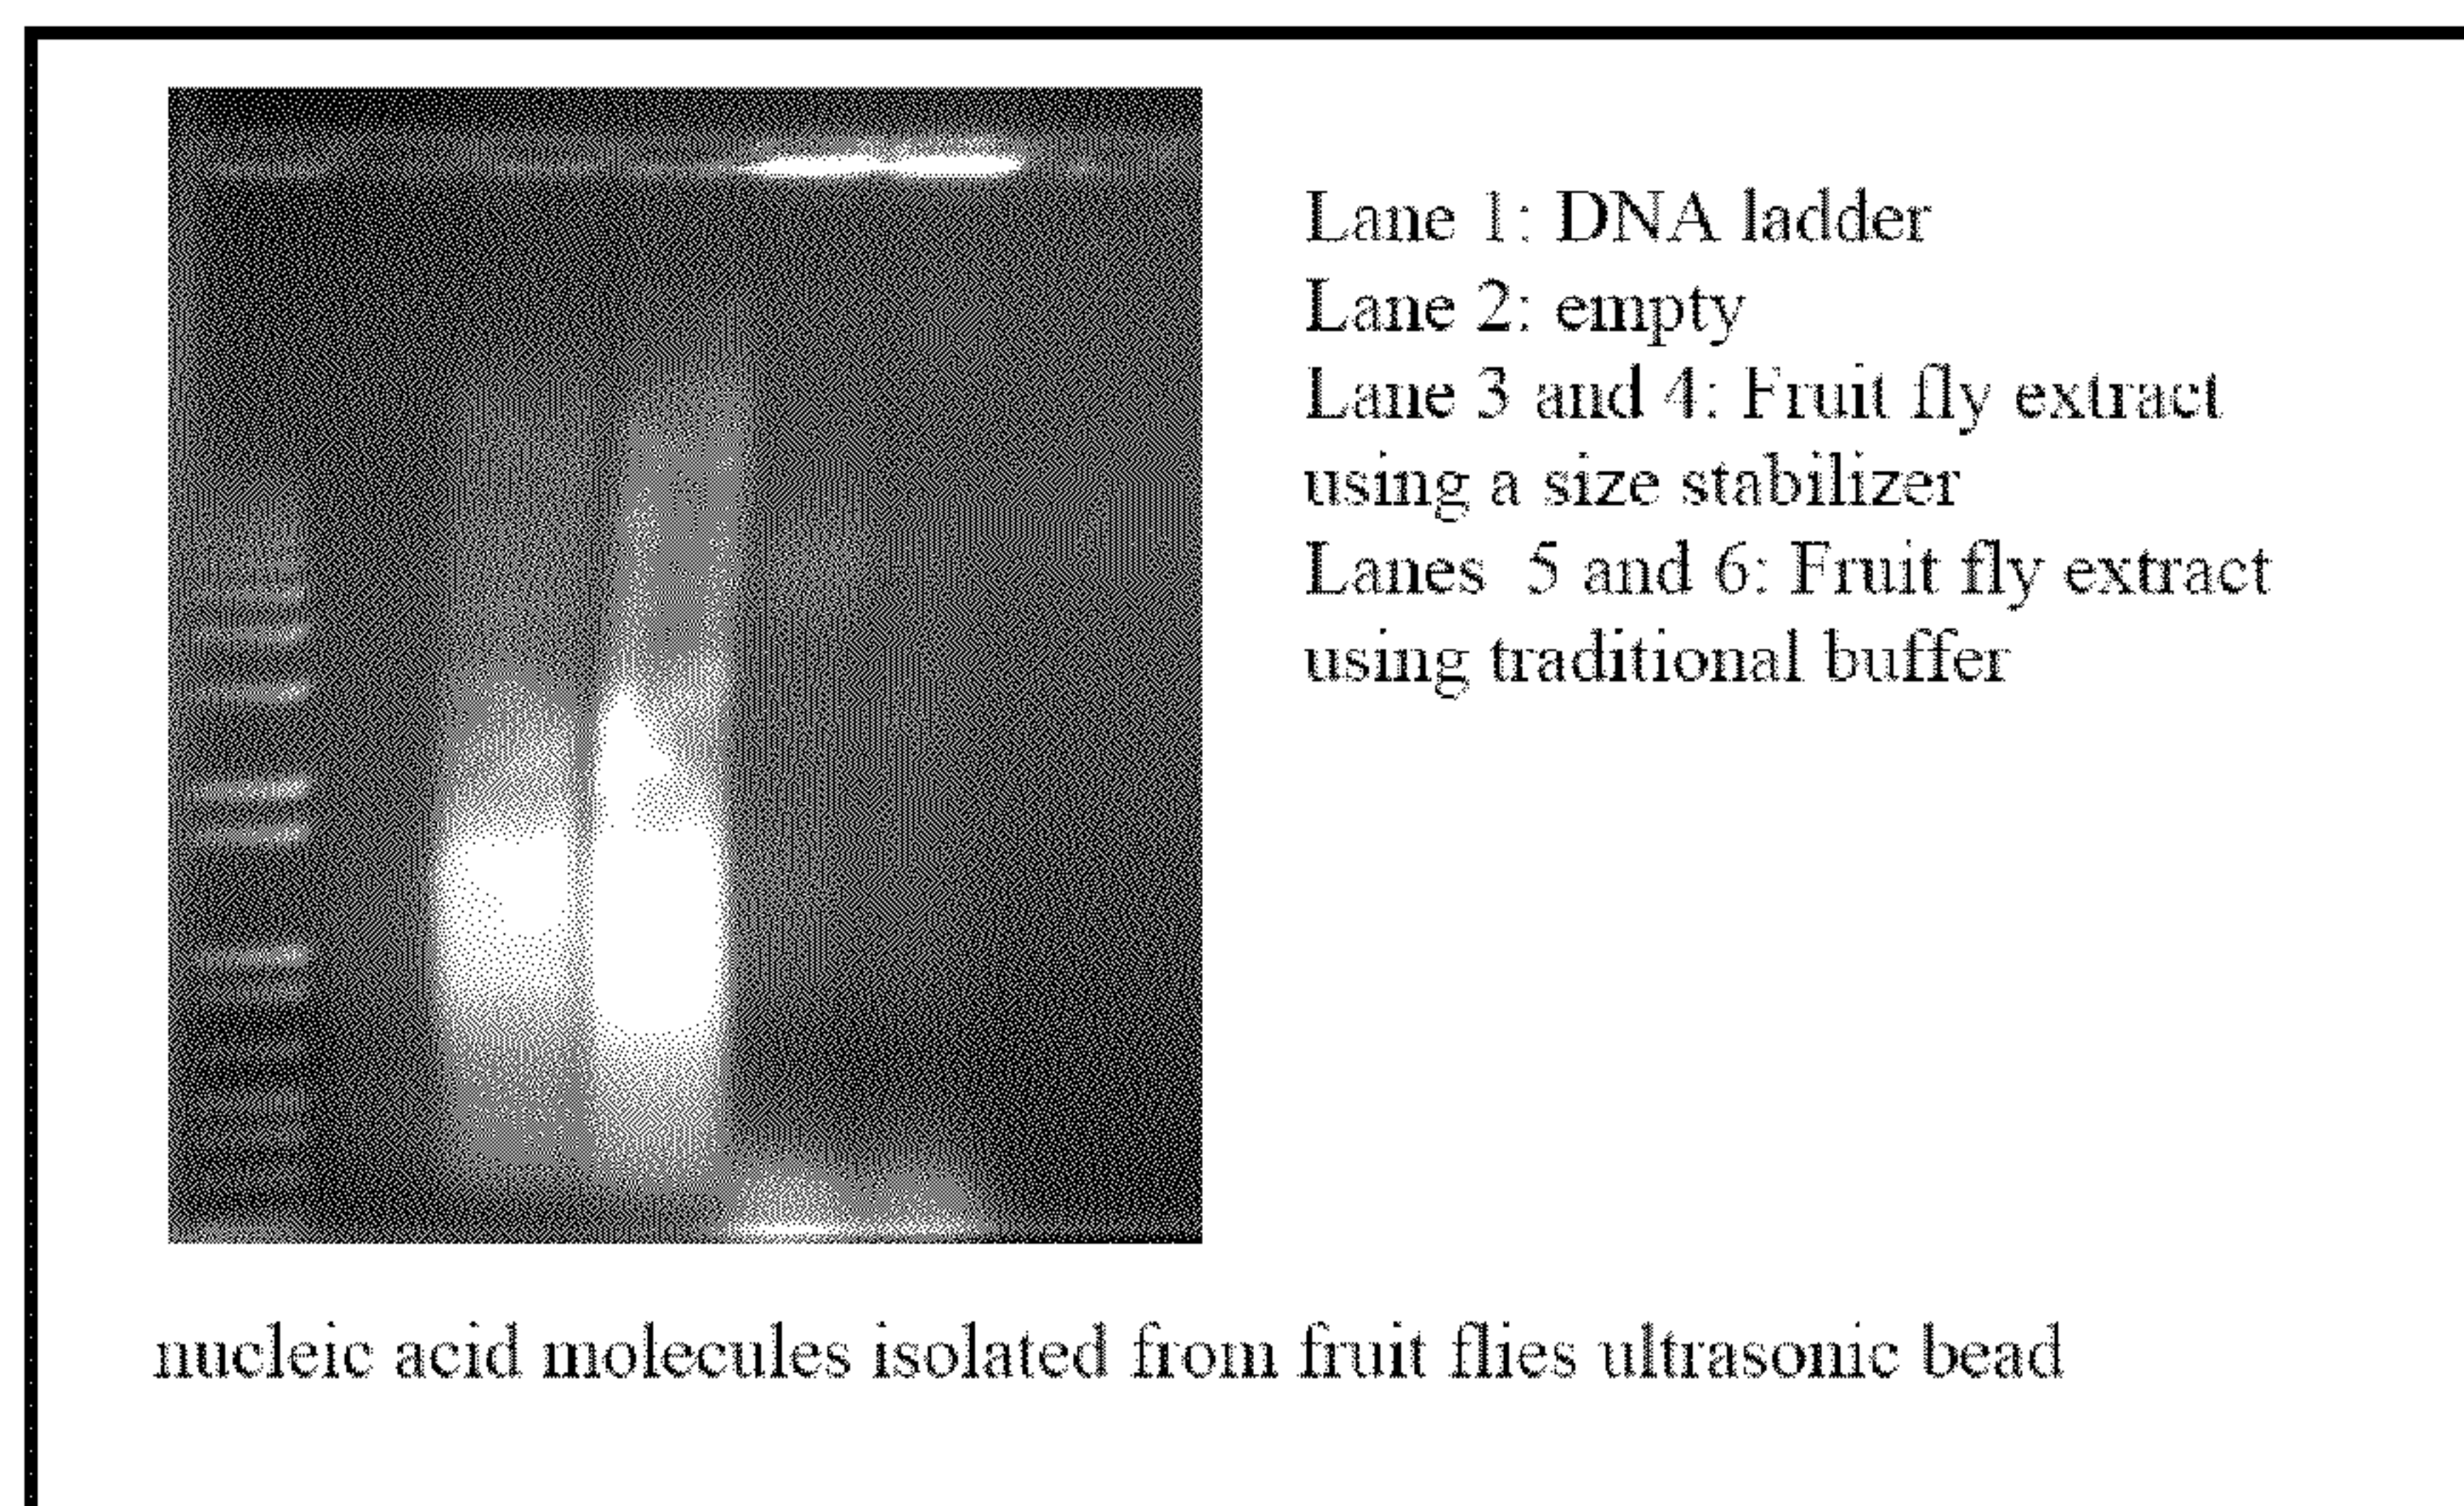 Lane 1: DNA ladder
Lane 2: empty
Lane 3 and 4: Fruit fly extract
using a size stabilizer
Lanes 5 and 6: Fruit fly extract
using traditional buffer
nucleic acid molecules isolated from fruit flies ultrasonic bead